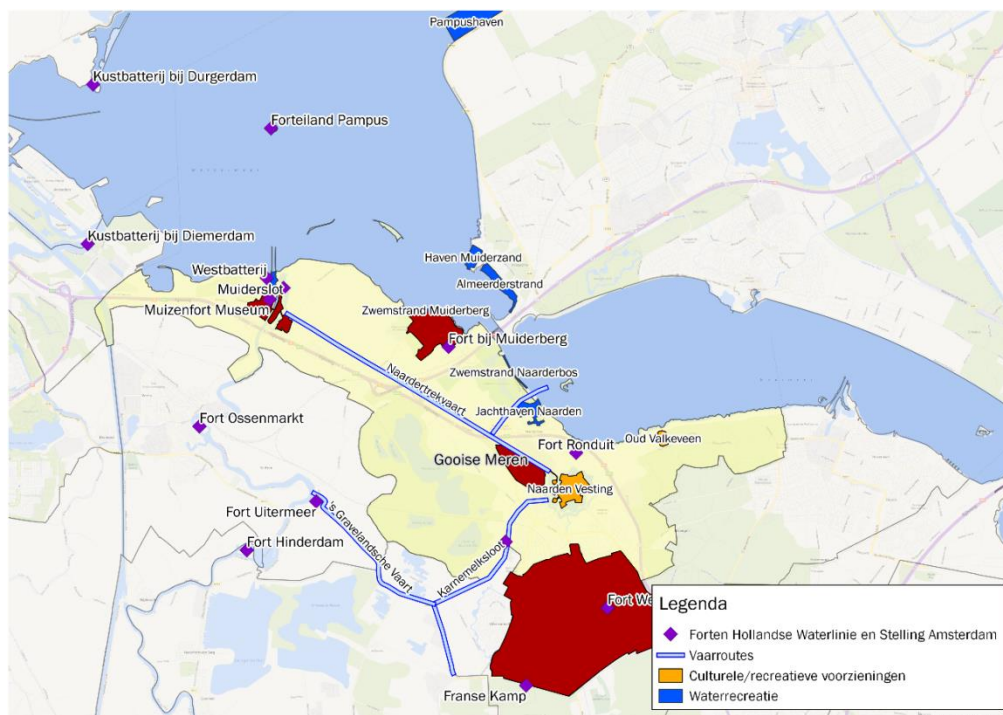 Pampushaven
Kustbatterij bij Durgerdam
Forteiland Pampus
Kustbatterij bij Diemerdam
Haven Muiderzand
Westbatterij
Almeerderstrand
Muiderslot
Muizenfort Museum
Zwemstrand Muiderberg
Fort bij Muiderberg
Naardertrekvaart
Zwemstrand Naarderbos
Jachthaven Naarden
Fort Ossenmarkt
Fort Ronduit
Oud Valkeveen
Gooise Meren
Naarden Vesting
Fort Uitermeer
's Gravelandsche Vaart
Fort Hinderdam
Karnemelksloot
Fort We
Franse Kamp
Legenda
Forten Hollandse Waterlinie en Stelling Amsterdam
Vaarroutes
Culturele/recreatieve voorzieningen
Waterrecreatie